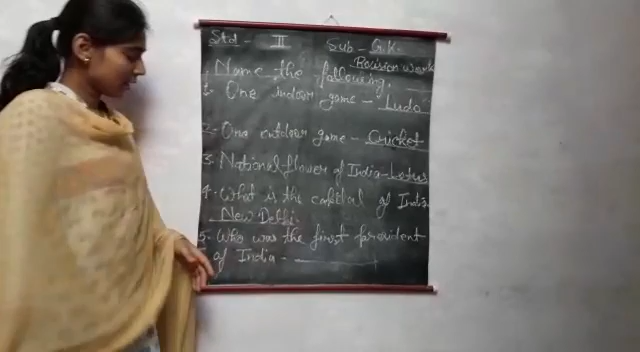 Std - II Sub - G.K.
Revision work
Name the following.
1. One indoor game - Ludo
2. One outdoor game - Cricket
3. National flower of India - Lotus
4. What is the capital of India
New Delhi.
5. Who was the first president
of India -